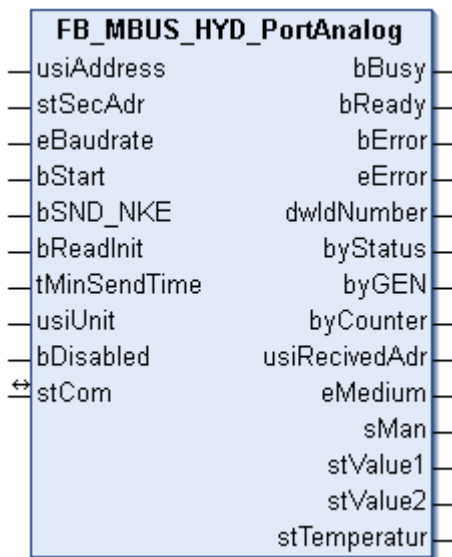 FB_MBUS_HYD_PortAnalog
usiAddress bBusy
stSecAdr bReady
eBaudrate bError
bStart eError
bSND_NKE dwIdNumber
bReadInit byStatus
tMinSendTime byGEN
usiUnit byCounter
bDisabled usiRecivedAdr
stCom eMedium
sMan
stValue1
stValue2
stTemperatur